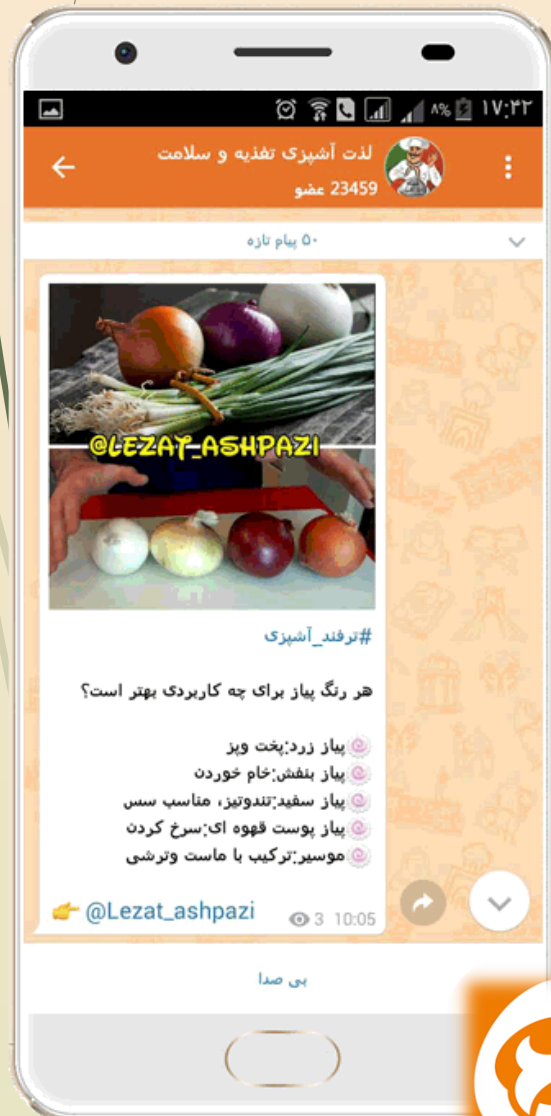 ۸% ۱۷:۴۲
لذت آشپزی تغذیه و سلامت
23459 عضو
۵۰ پیام تازه
@LEZAT_ASHPAZI
#ترفند_آشپزی
هر رنگ پیاز برای چه کاربردی بهتر است؟
پیاز زرد:پخت وپز
پیاز بنفش:خام خوردن
پیاز سفید:تندوتیز، مناسب سس
پیاز پوست قهوه ای:سرخ کردن
موسیر:ترکیب با ماست وترشی
@Lezat_ashpazi
3 10:05
بی صدا